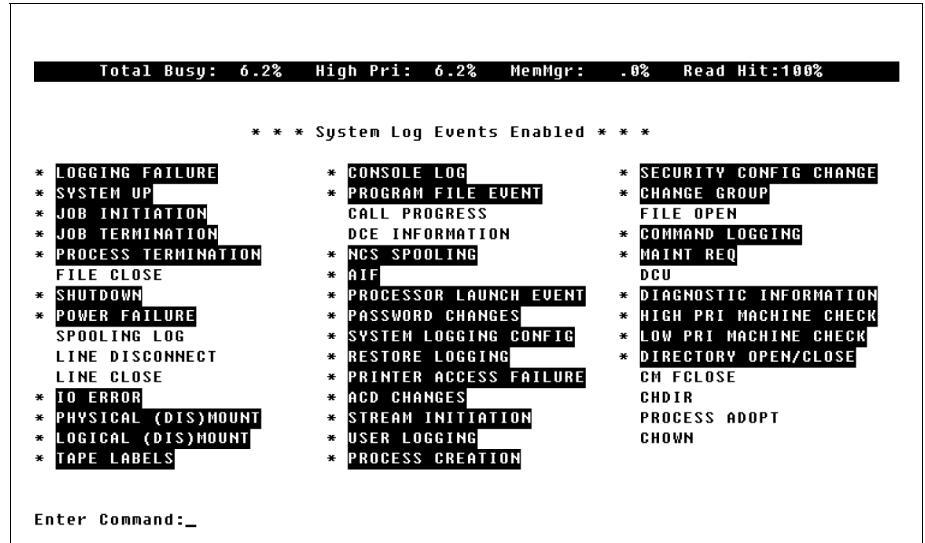 Total Busy: 6.2% High Pri: 6.2% MemMgr: .0% Read Hit:100%
* * * System Log Events Enabled * * *
* LOGGING FAILURE * CONSOLE LOG * SECURITY CONFIG CHANGE
* SYSTEM UP * PROGRAM FILE EVENT * CHANGE GROUP
* JOB INITIATION CALL PROGRESS FILE OPEN
* JOB TERMINATION DCE INFORMATION * COMMAND LOGGING
* PROCESS TERMINATION * NCS SPOOLING * MAINT REQ
FILE CLOSE * AIF DCU
* SHUTDOWN * PROCESSOR LAUNCH EVENT * DIAGNOSTIC INFORMATION
* POWER FAILURE * PASSWORD CHANGES * HIGH PRI MACHINE CHECK
SPOOLING LOG * SYSTEM LOGGING CONFIG * LOW PRI MACHINE CHECK
LINE DISCONNECT * RESTORE LOGGING * DIRECTORY OPEN/CLOSE
LINE CLOSE * PRINTER ACCESS FAILURE CM FCLOSE
* IO ERROR * ACD CHANGES CHDIR
* PHYSICAL (DIS)MOUNT * STREAM INITIATION PROCESS ADOPT
* LOGICAL (DIS)MOUNT * USER LOGGING CHOWN
* TAPE LABELS * PROCESS CREATION
Enter Command:_